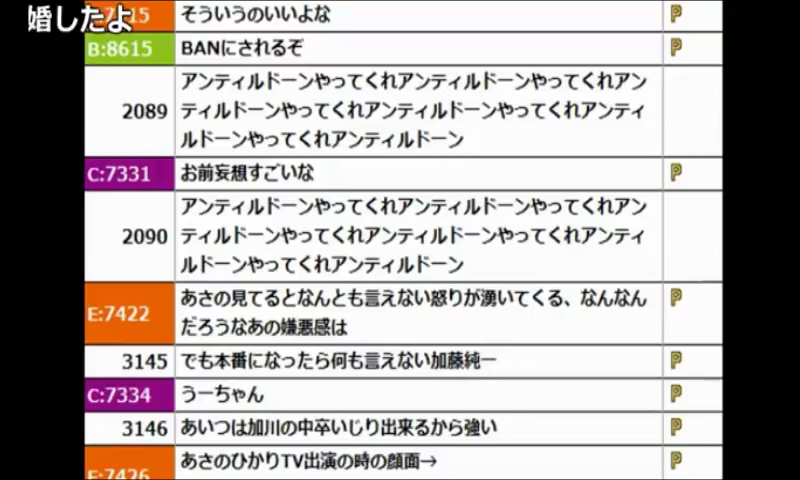 婚したよ
そういうのいいよな P
B:8615 BANにされるぞ P
アンティルドーンやってくれアンティルドーンやってくれアン
2089 ティルドーンやってくれアンティルドーンやってくれアンティ
ルドーンやってくれアンティルドーン
C:7331 お前妄想すごいな P
アンティルドーンやってくれアンティルドーンやってくれアン
2090 ティルドーンやってくれアンティルドーンやってくれアンティ
ルドーンやってくれアンティルドーン
E:7422 あさの見てるとなんとも言えない怒りが湧いてくる、なんなん P
だろうなあの嫌悪感は
3145 でも本番になったら何も言えない加藤純一 P
C:7334 うーちゃん P
3146 あいつは加川の中卒いじり出来るから強い P
E:7426 あさのひかりTV出演の時の顔面→ P